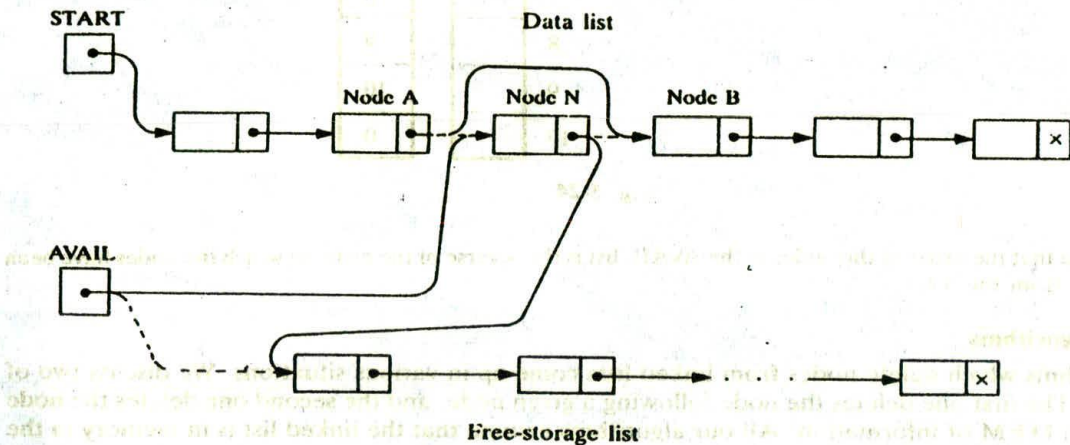 START
Data list
Node A
Node N
Node B
×
AVAIL
×
Free-storage list